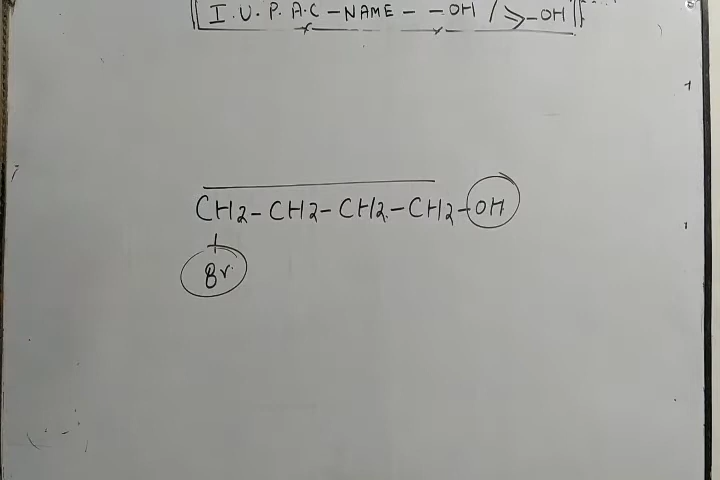 I.U.P.A.C - NAME - -OH / >-OH
CH2-CH2-CH2-CH2-OH
Br